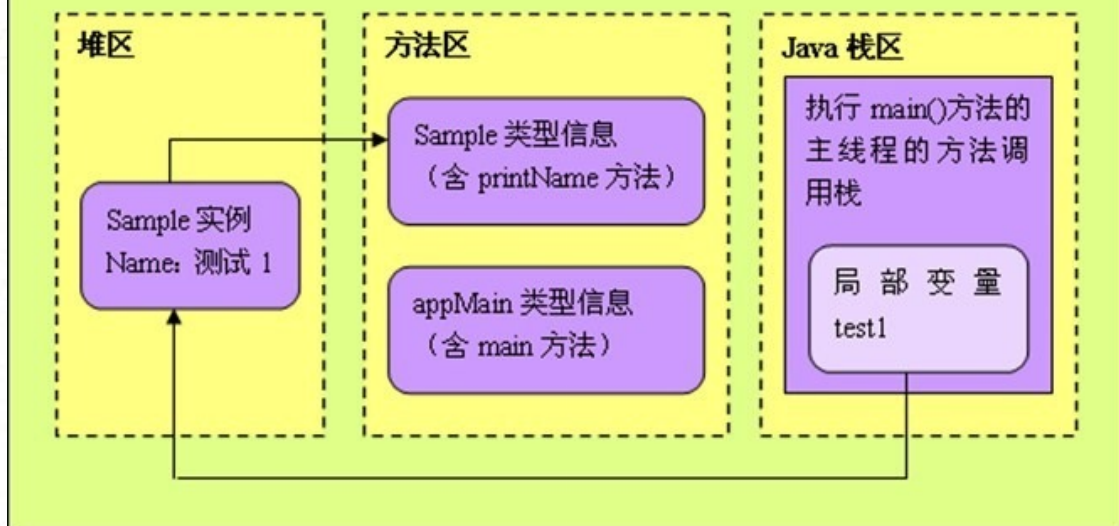 堆区
Sample 实例
Name: 测试 1
方法区
Sample 类型信息
（含 printName 方法）
appMain 类型信息
（含 main 方法）
Java 栈区
执行 main()方法的
主线程的方法调
用栈
局部变量
test1